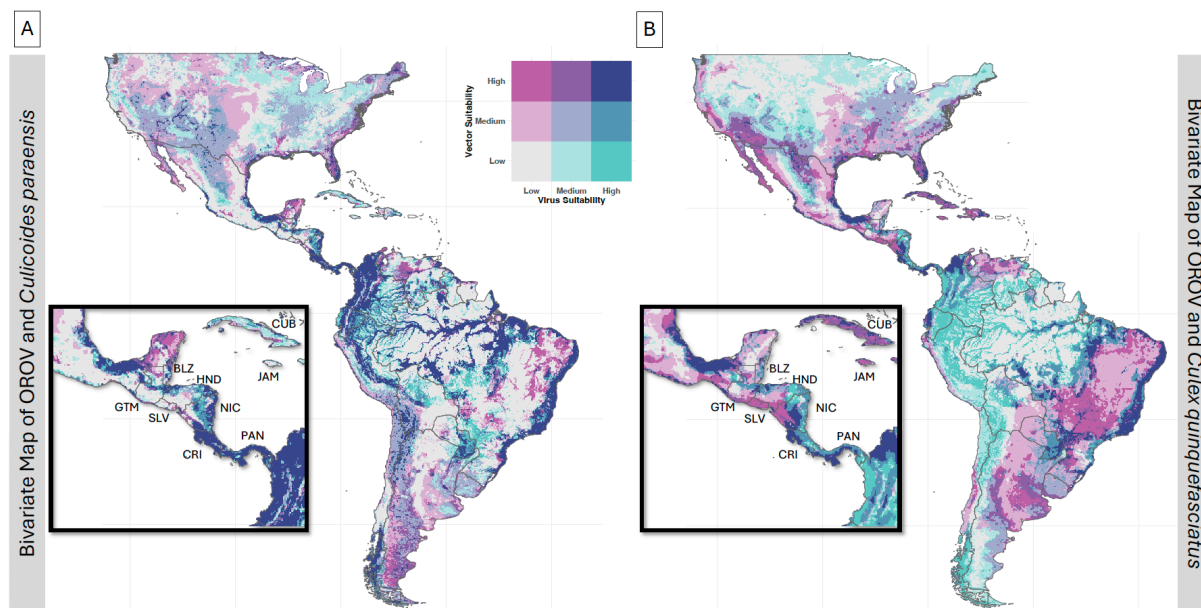 A
B
Bivariate Map of OROV and Culicoides paraensis
Vector Suitability
High
Medium
Low
Low
Medium
High
Virus Suitability
CUB
BLZ
JAM
HND
GTM
NIC
SLV
PAN
CRI
CUB
BLZ
JAM
HND
GTM
NIC
SLV
PAN
CRI
Bivariate Map of OROV and Culex quinquefasciatus